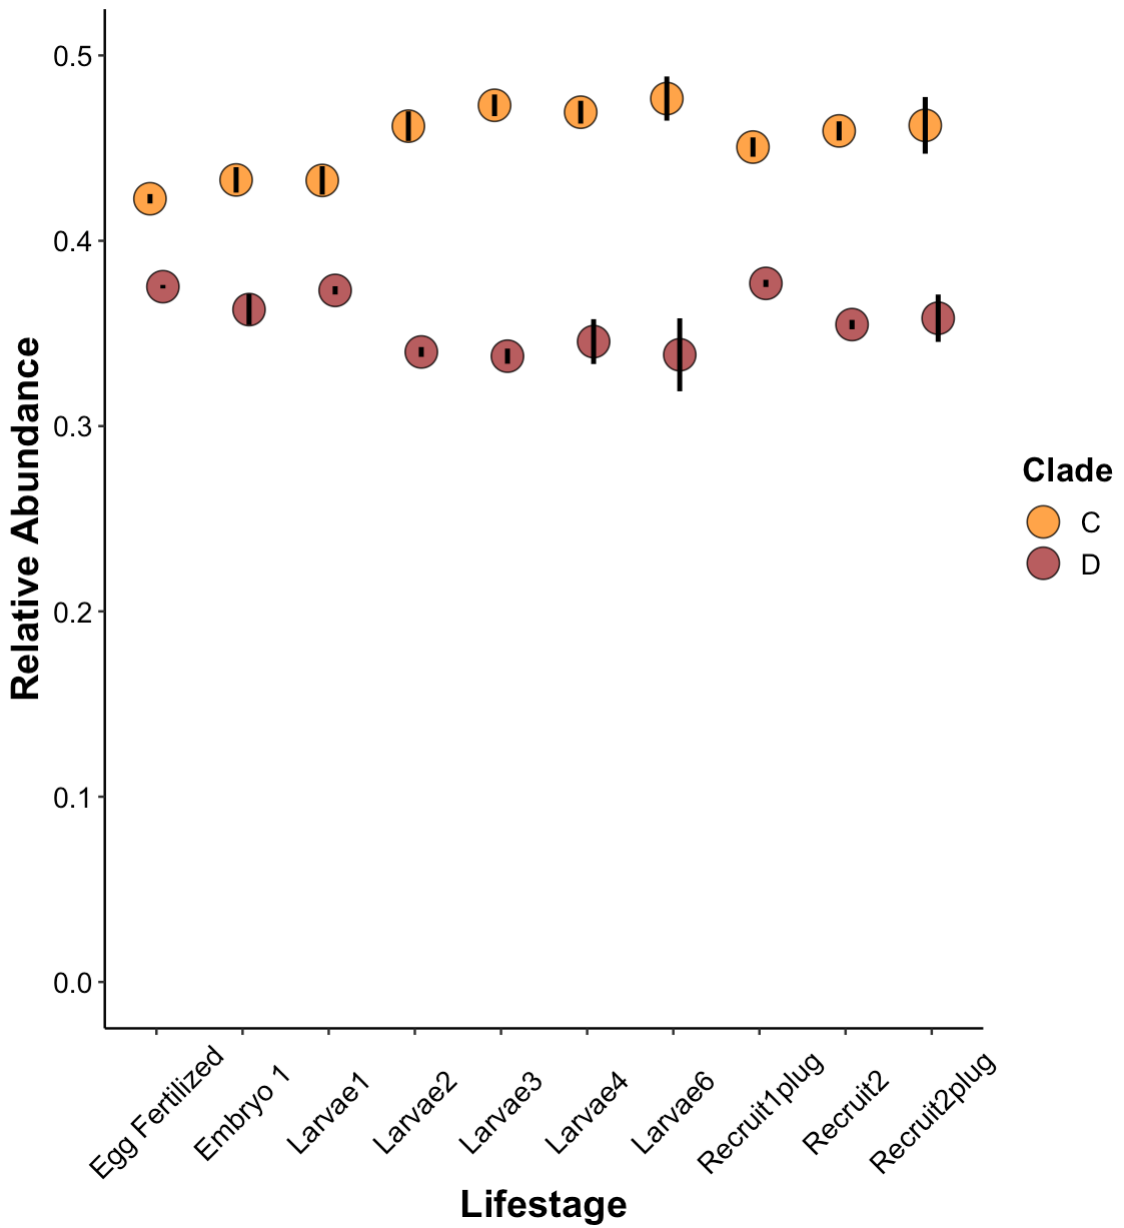 Relative Abundance
0.5
0.4
0.3
0.2
0.1
0.0
Egg Fertilized
Embryo 1
Larvae1
Larvae2
Larvae3
Larvae4
Larvae6
Recruit1plug
Recruit2
Recruit2plug
Lifestage
Clade
C
D